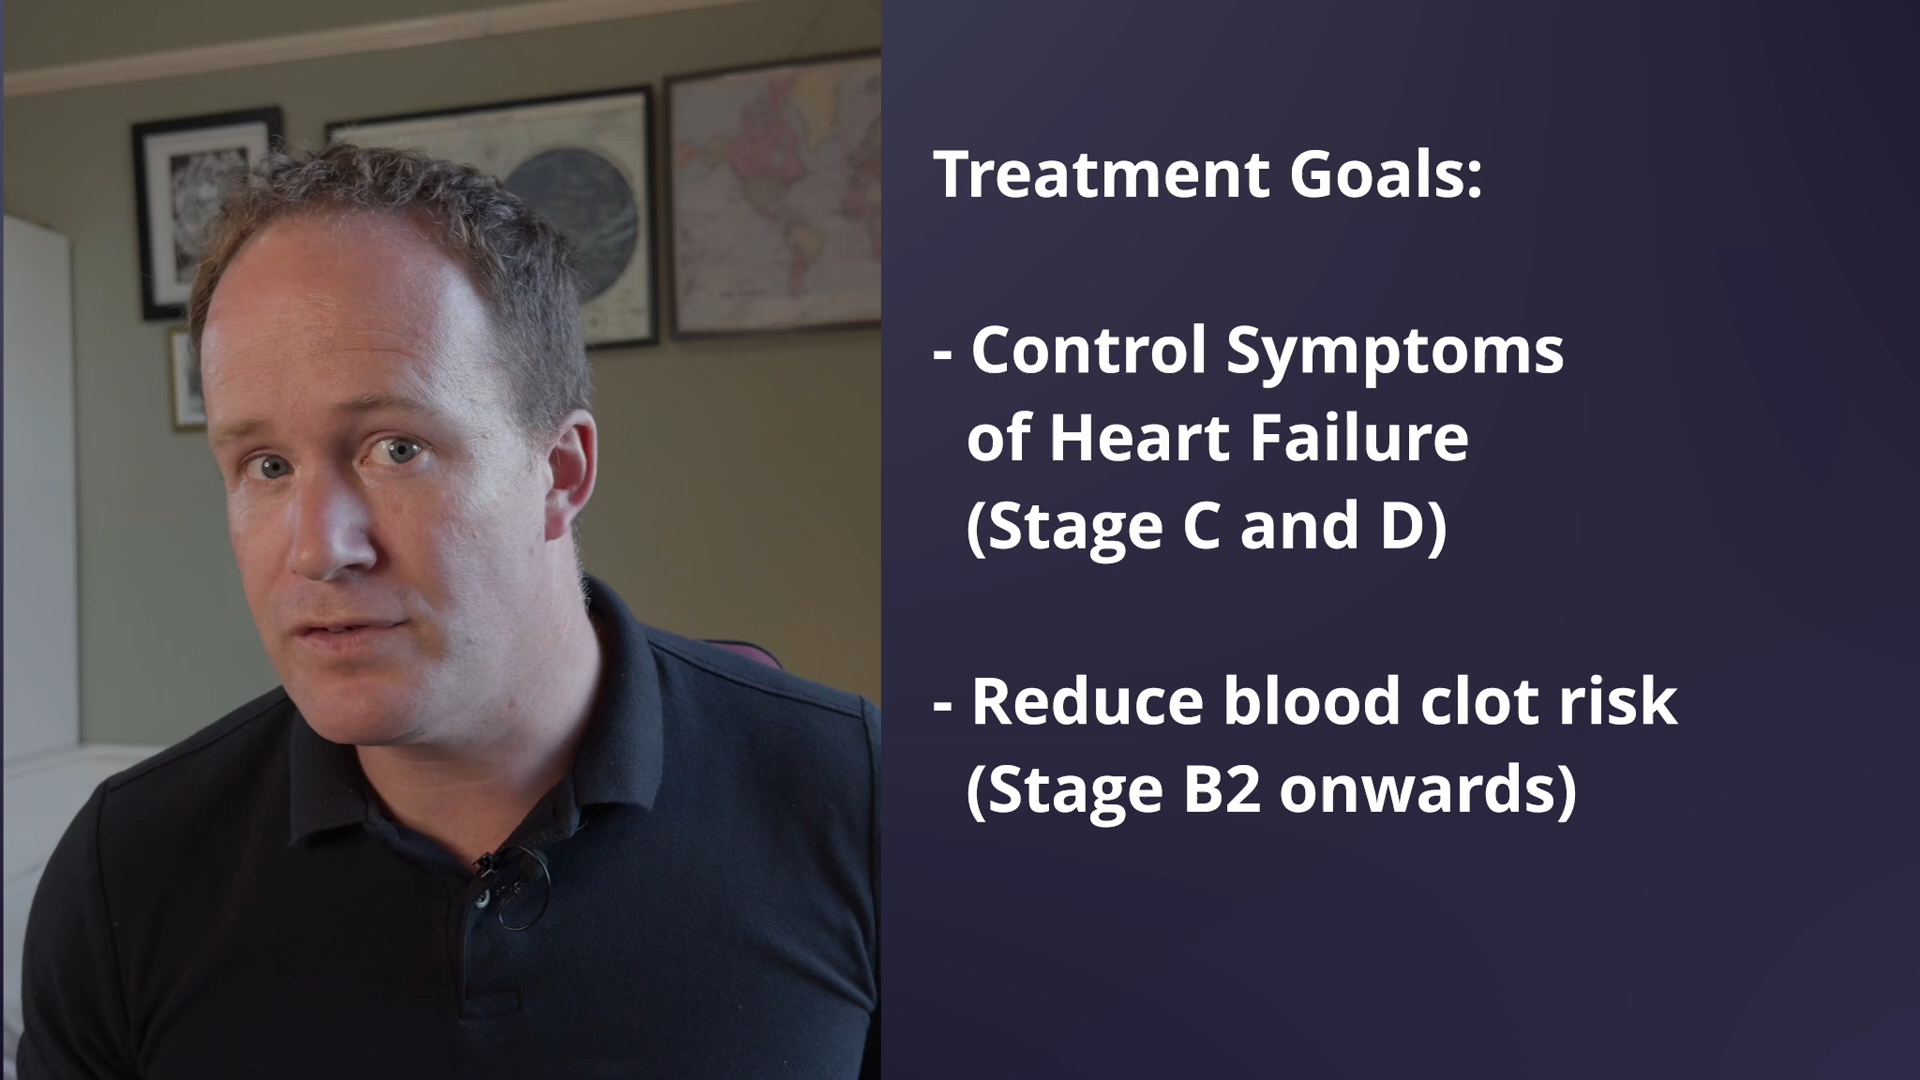 Treatment Goals:
- Control Symptoms
of Heart Failure
(Stage C and D)
- Reduce blood clot risk
(Stage B2 onwards)